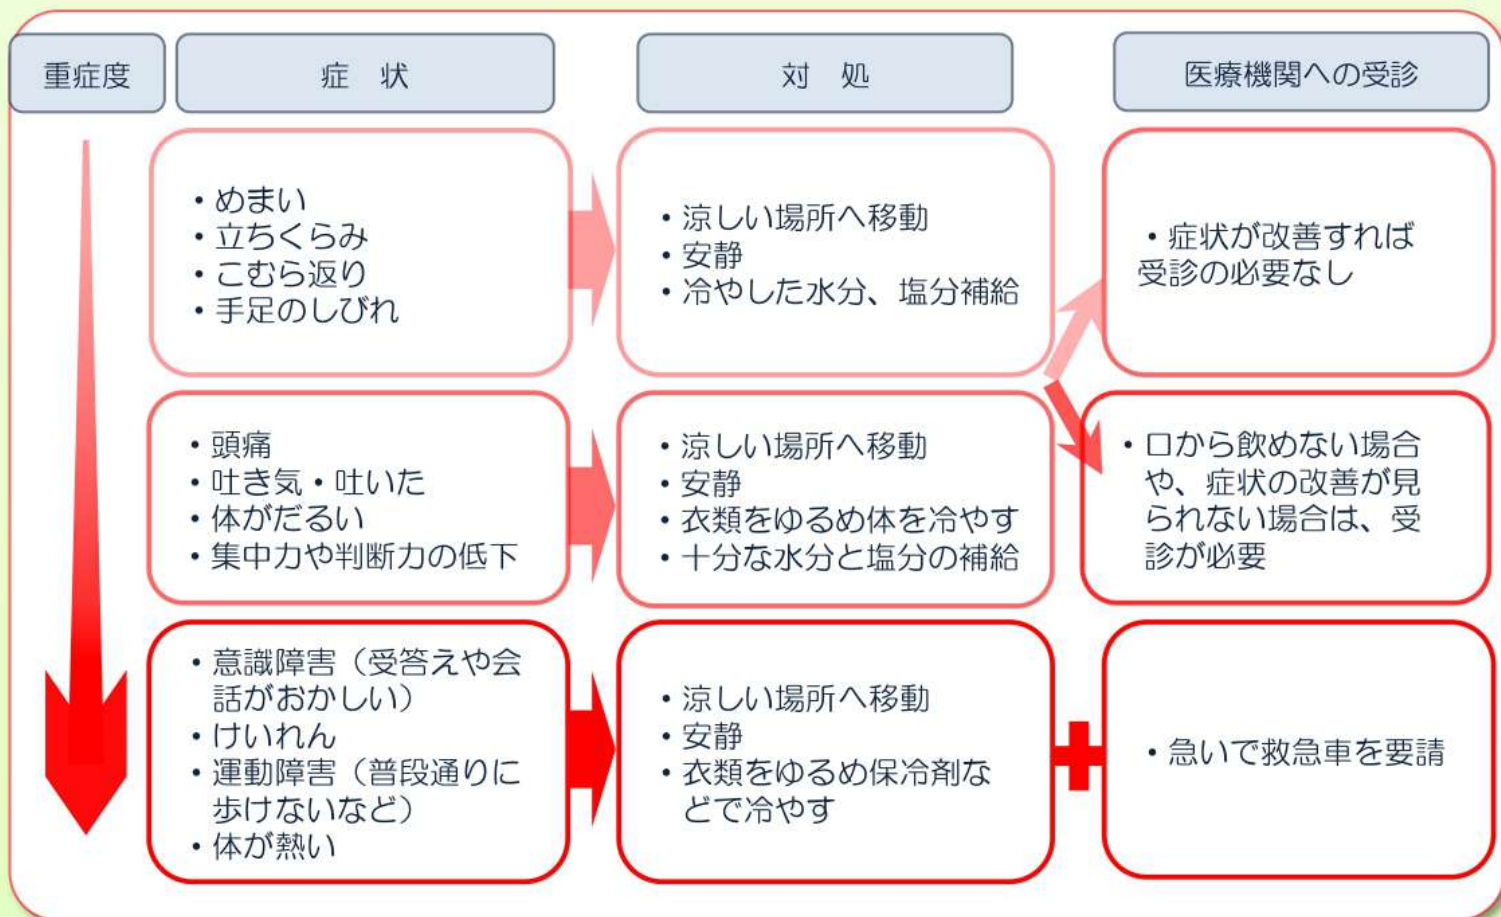 重症度
症　状
対　処
医療機関への受診
・めまい
・立ちくらみ
・こむら返り
・手足のしびれ
・涼しい場所へ移動
・安静
・冷やした水分、塩分補給
・症状が改善すれば
受診の必要なし
・頭痛
・吐き気・吐いた
・体がだるい
・集中力や判断力の低下
・涼しい場所へ移動
・安静
・衣類をゆるめ体を冷やす
・十分な水分と塩分の補給
・口から飲めない場合
や、症状の改善が見
られない場合は、受
診が必要
・意識障害（受答えや会
話がおかしい）
・けいれん
・運動障害（普段通りに
歩けないなど）
・体が熱い
・涼しい場所へ移動
・安静
・衣類をゆるめ保冷剤な
どで冷やす
・急いで救急車を要請